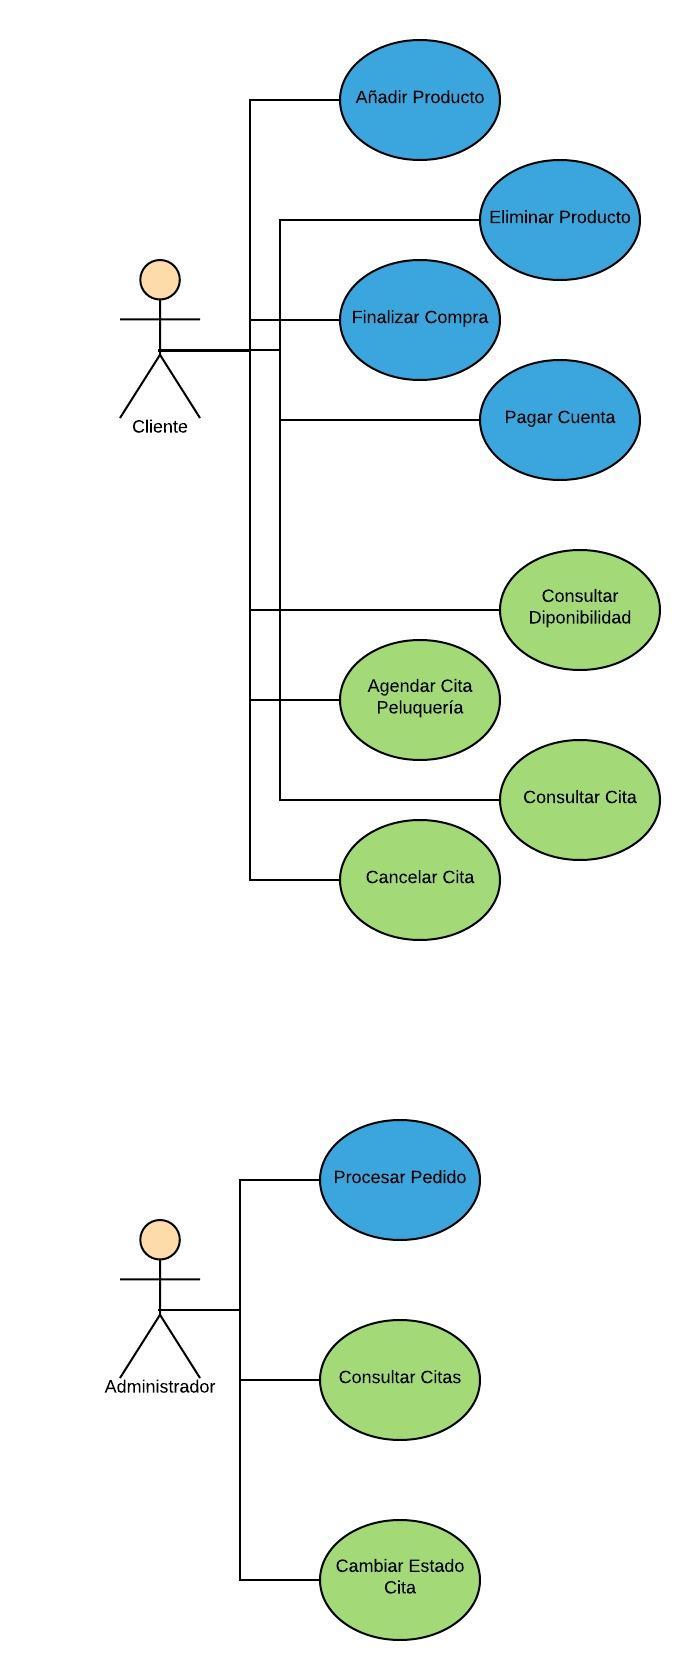 Añadir Producto
Eliminar Producto
Finalizar Compra
Pagar Cuenta
Cliente
Consultar
Diponibilidad
Agendar Cita
Peluquería
Consultar Cita
Cancelar Cita
Procesar Pedido
Consultar Citas
Administrador
Cambiar Estado
Cita